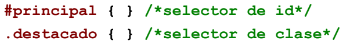 #principal { } /*selector de id*/
.destacado { } /*selector de clase*/